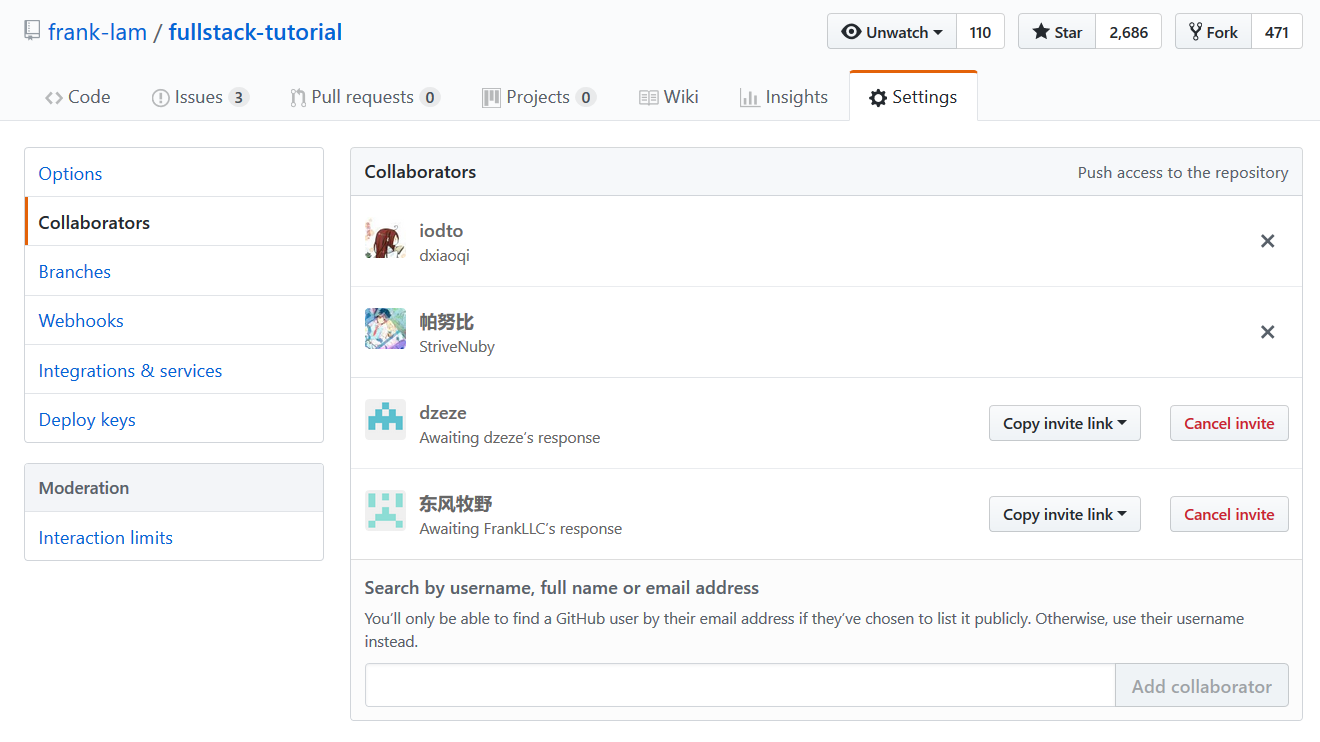 frank-lam / fullstack-tutorial
Unwatch 110 Star 2,686 Fork 471
Code Issues 3 Pull requests 0 Projects 0 Wiki Insights Settings
Options
Collaborators
Branches
Webhooks
Integrations & services
Deploy keys
Moderation
Interaction limits
Collaborators Push access to the repository
iodto
dxiaoqi
帕努比
StriveNuby
dzeze
Awaiting dzeze’s response
Copy invite link Cancel invite
东风牧野
Awaiting FrankLLC’s response
Copy invite link Cancel invite
Search by username, full name or email address
You’ll only be able to find a GitHub user by their email address if they’ve chosen to list it publicly. Otherwise, use their username
instead.
Add collaborator